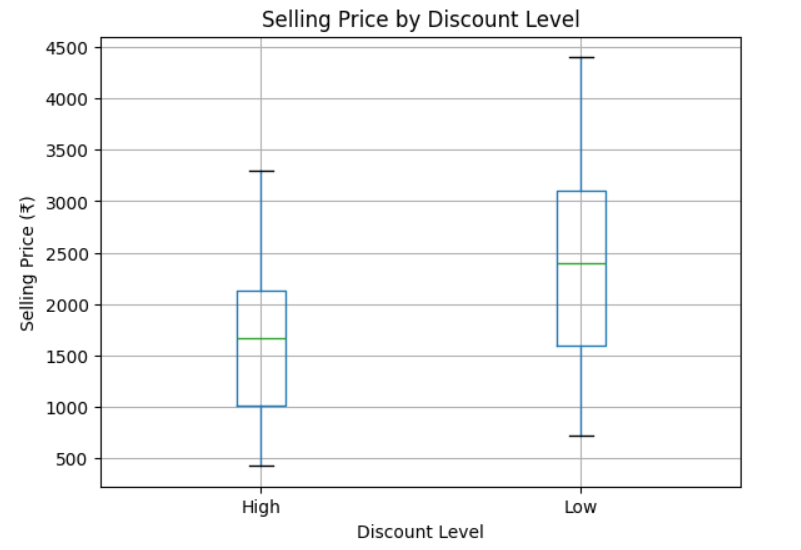 Selling Price by Discount Level
Selling Price (₹)
4500
4000
3500
3000
2500
2000
1500
1000
500
High Low
Discount Level